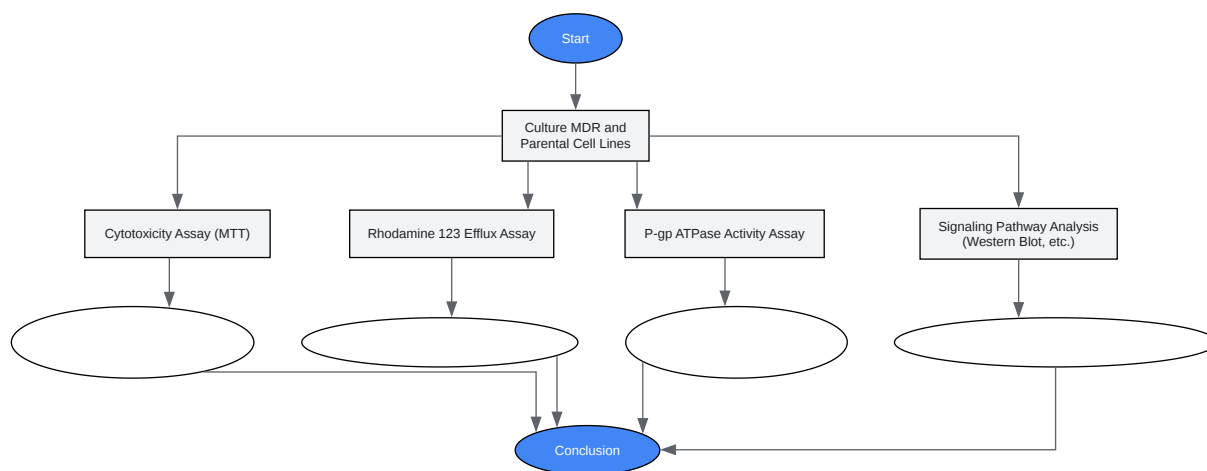 Start
Culture MDR and
Parental Cell Lines
Cytotoxicity Assay (MTT)
Rhodamine 123 Efflux Assay
P-gp ATPase Activity Assay
Signaling Pathway Analysis
(Western Blot, etc.)
Conclusion